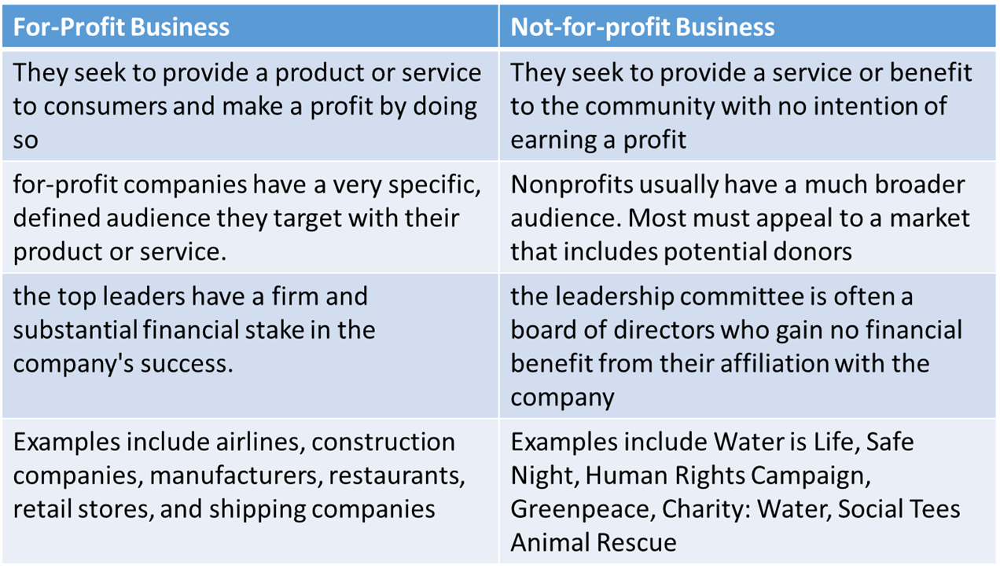 For-Profit Business
Not-for-profit Business
They seek to provide a product or service
to consumers and make a profit by doing
so
They seek to provide a service or benefit
to the community with no intention of
earning a profit
for-profit companies have a very specific,
defined audience they target with their
product or service.
Nonprofits usually have a much broader
audience. Most must appeal to a market
that includes potential donors
the top leaders have a firm and
substantial financial stake in the
company's success.
the leadership committee is often a
board of directors who gain no financial
benefit from their affiliation with the
company
Examples include airlines, construction
companies, manufacturers, restaurants,
retail stores, and shipping companies
Examples include Water is Life, Safe
Night, Human Rights Campaign,
Greenpeace, Charity: Water, Social Tees
Animal Rescue